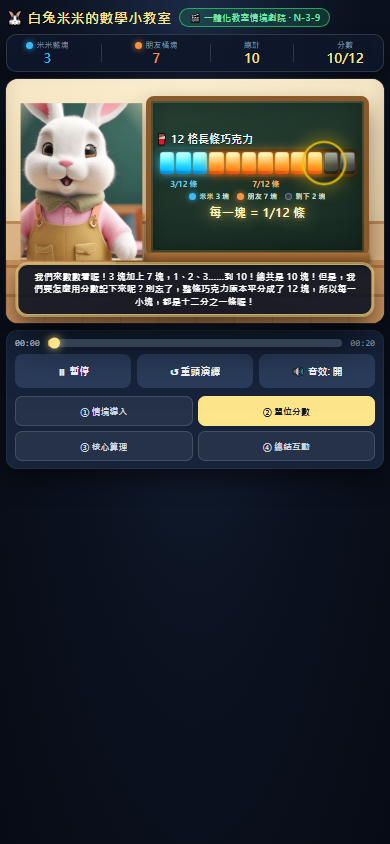 白兔米米的數學小教室
一體化教室情境劇院 · N-3-9
米米藍塊
3
朋友橘塊
7
總計
10
分數
10/12
12 格長條巧克力
3/12 條
7/12 條
米米 3 塊
朋友 7 塊
剩下 2 塊
每一塊 = 1/12 條
我們來數數看喔！3 塊加上 7 塊，1、2、3……到 10！總共是 10 塊！但是，我
們要怎麼用分數記下來呢？別忘了，整條巧克力原本平分成了 12 塊，所以每一
小塊，都是十二分之一條喔！
00:00
00:20
⏸ 暫停
↺ 重頭演繹
🔊 音效: 開
① 情境導入
② 單位分數
③ 核心算理
④ 總結互動